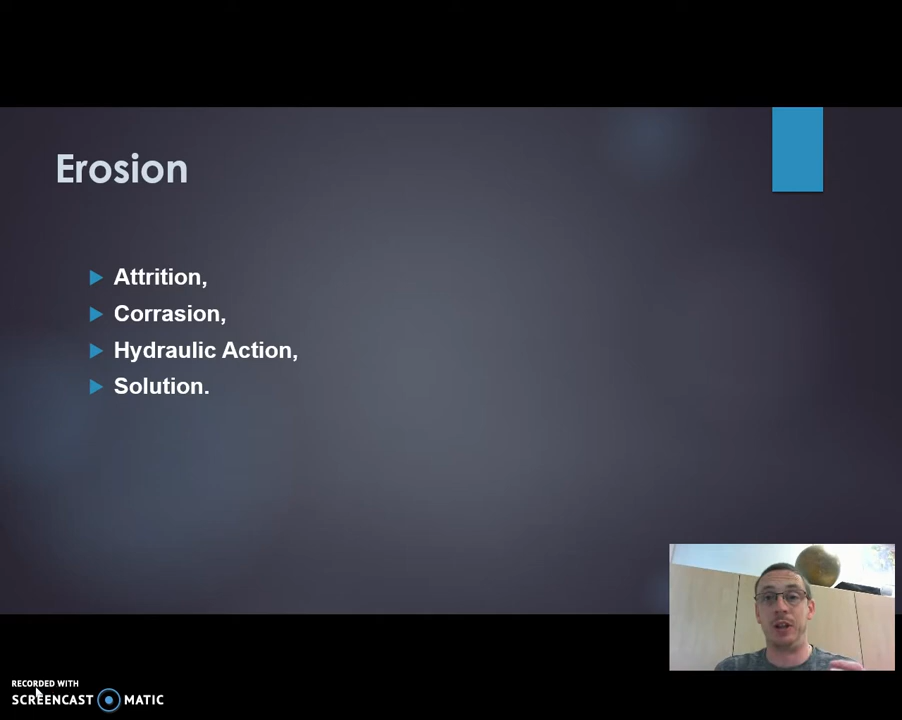 Erosion
Attrition,
Corrasion,
Hydraulic Action,
Solution.
RECORDED WITH
SCREENCAST MATIC